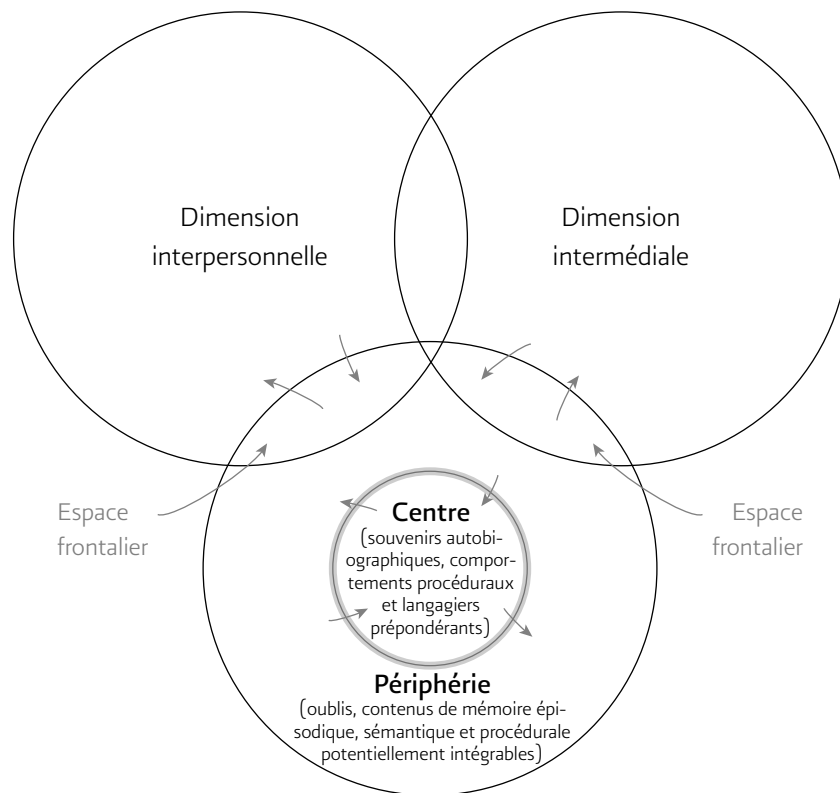 Dimension
interpersonnelle
Dimension
intermédiale
Espace
frontalier
Espace
frontalier
Centre
(souvenirs autobi-
ographiques, compor-
tements procéduraux
et langagiers
prépondérants)
Périphérie
(oublis, contenus de mémoire épi-
sodique, sémantique et procédurale
potentiellement intégrables)